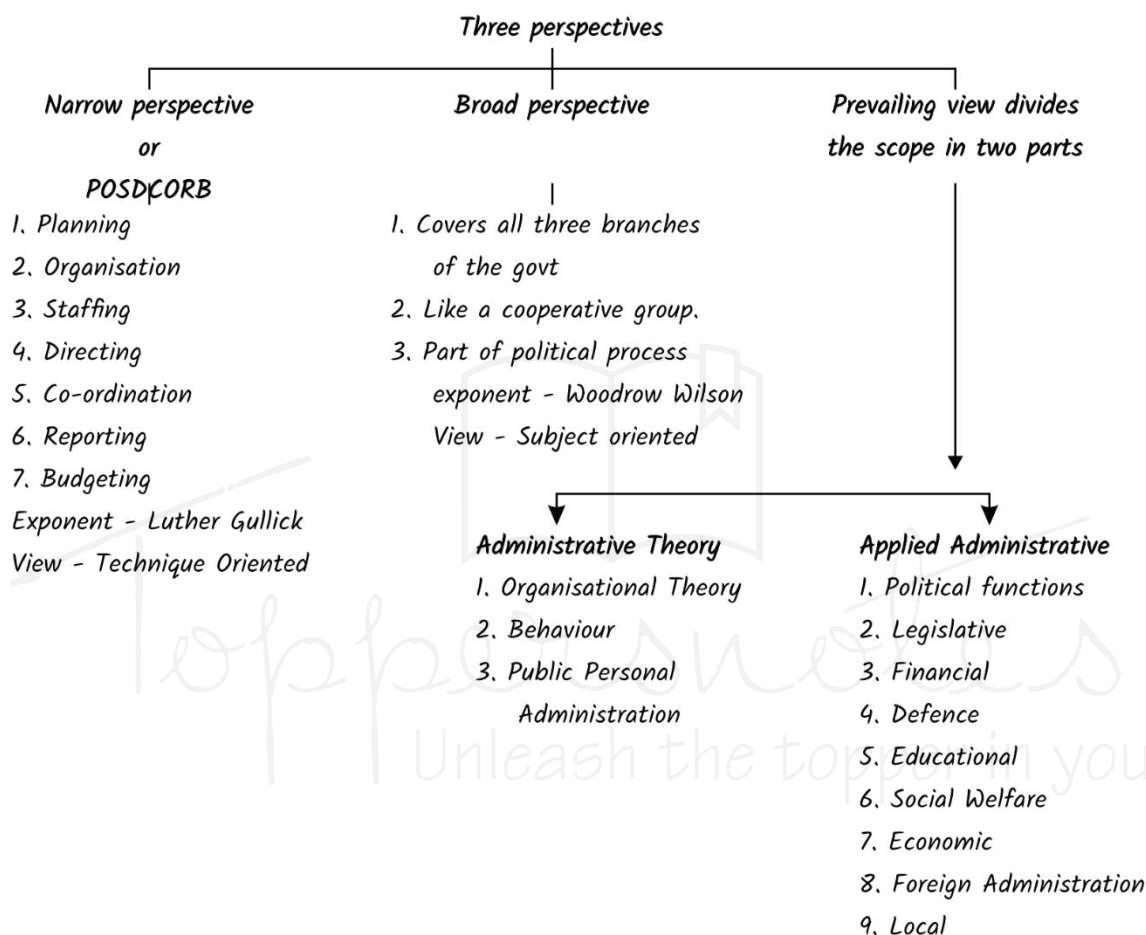 Three perspectives
Narrow perspective
or
POSDCORB
1. Planning
2. Organisation
3. Staffing
4. Directing
5. Co-ordination
6. Reporting
7. Budgeting
Exponent - Luther Gullick
View - Technique Oriented
Broad perspective
1. Covers all three branches
of the govt
2. Like a cooperative group.
3. Part of political process
exponent - Woodrow Wilson
View - Subject oriented
Prevailing view divides
the scope in two parts
Administrative Theory
1. Organisational Theory
2. Behaviour
3. Public Personal
Administration
Applied Administrative
1. Political functions
2. Legislative
3. Financial
4. Defence
5. Educational
6. Social Welfare
7. Economic
8. Foreign Administration
9. Local
Toppersnotes
Unleash the topper in you